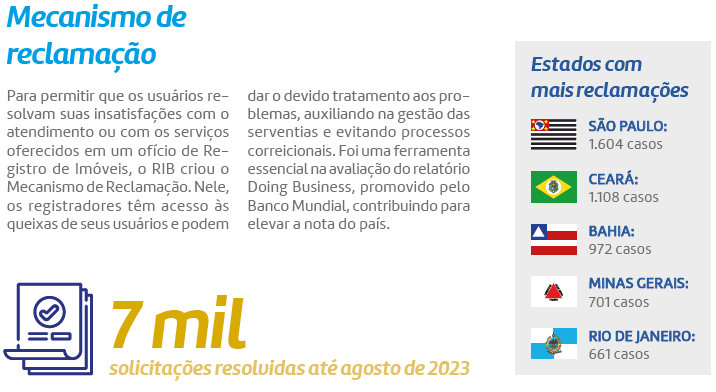 Mecanismo de
reclamação
Para permitir que os usuários re-
solvam suas insatisfações com o
atendimento ou com os serviços
oferecidos em um ofício de Re-
gistro de Imóveis, o RIB criou o
Mecanismo de Reclamação. Nele,
os registradores têm acesso às
queixas de seus usuários e podem
dar o devido tratamento aos pro-
blemas, auxiliando na gestão das
serventias e evitando processos
correicionais. Foi uma ferramenta
essencial na avaliação do relatório
Doing Business, promovido pelo
Banco Mundial, contribuindo para
elevar a nota do país.
7 mil
solicitações resoluidas até agosto de 2023
Estados com
mais reclamações
SÃO PAULO:
1.604 casos
CEARÁ:
1.108 casos
BAHIA:
972 casos
MINAS GERAIS:
701 casos
RIO DE JANEIRO:
661 casos